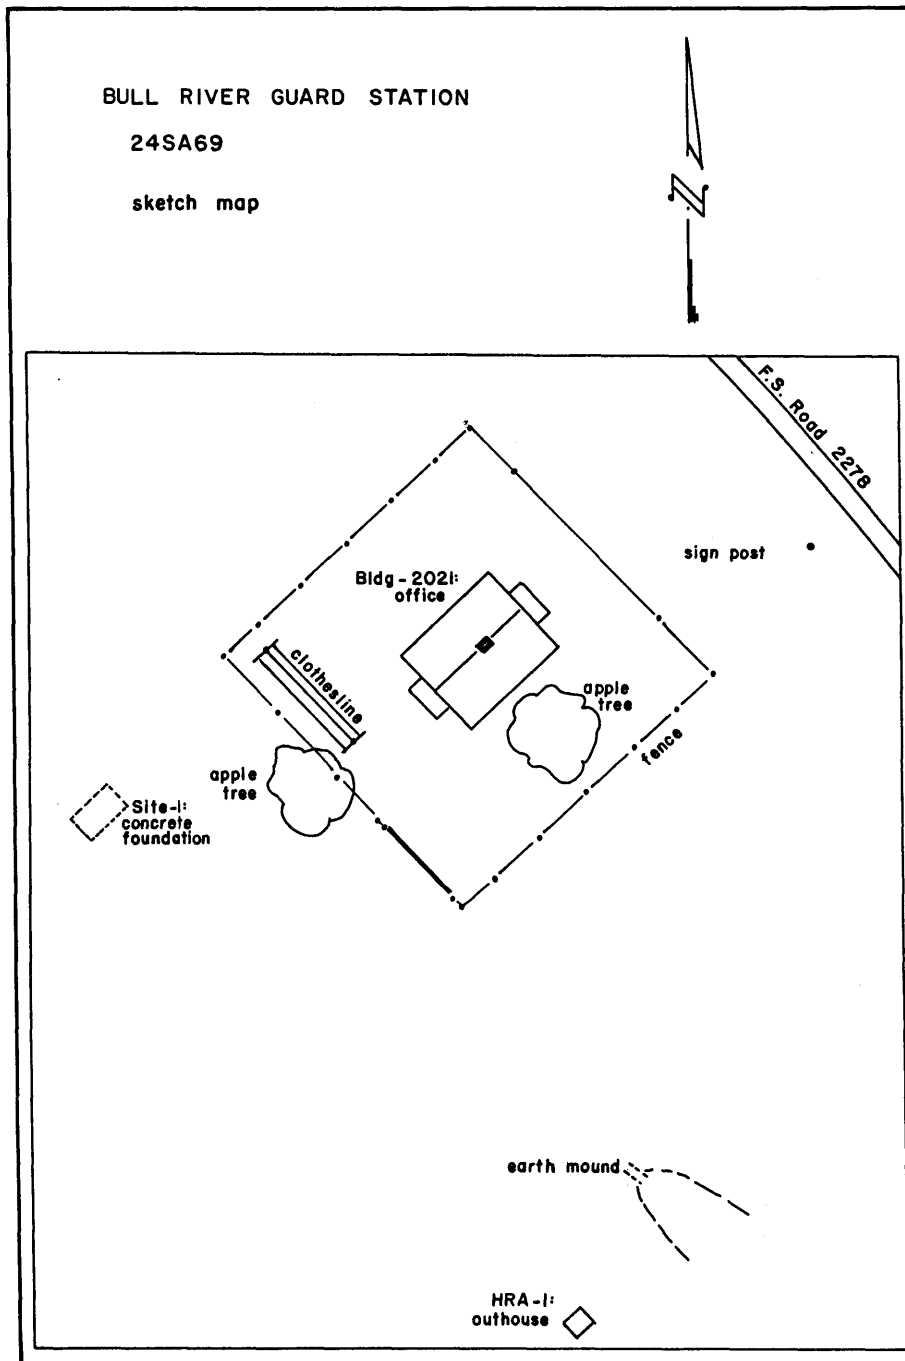 BULL RIVER GUARD STATION
24SA69
sketch map
N
F.S. Road 2278
sign post
Bldg-2021:
office
clothesline
apple
tree
fence
apple
tree
Site-1:
concrete
foundation
earth mound
HRA-1:
outhouse